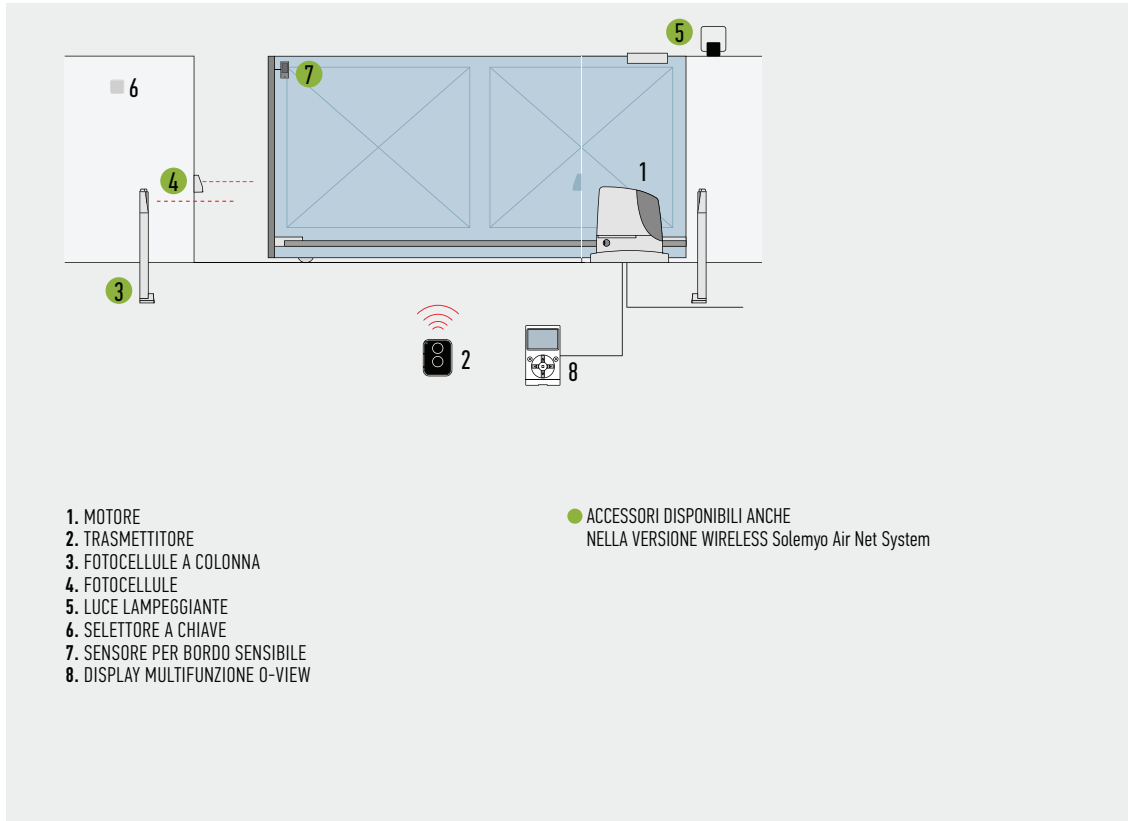 5
6
7
4
1
3
2
8
1. MOTORE
2. TRASMETTITORE
3. FOTOCELLULE A COLONNA
4. FOTOCELLULE
5. LUCE LAMPEGGIANTE
6. SELETTORE A CHIAVE
7. SENSORE PER BORDO SENSIBILE
8. DISPLAY MULTIFUNZIONE O-VIEW
ACCESSORI DISPONIBILI ANCHE
NELLA VERSIONE WIRELESS Solemyo Air Net System